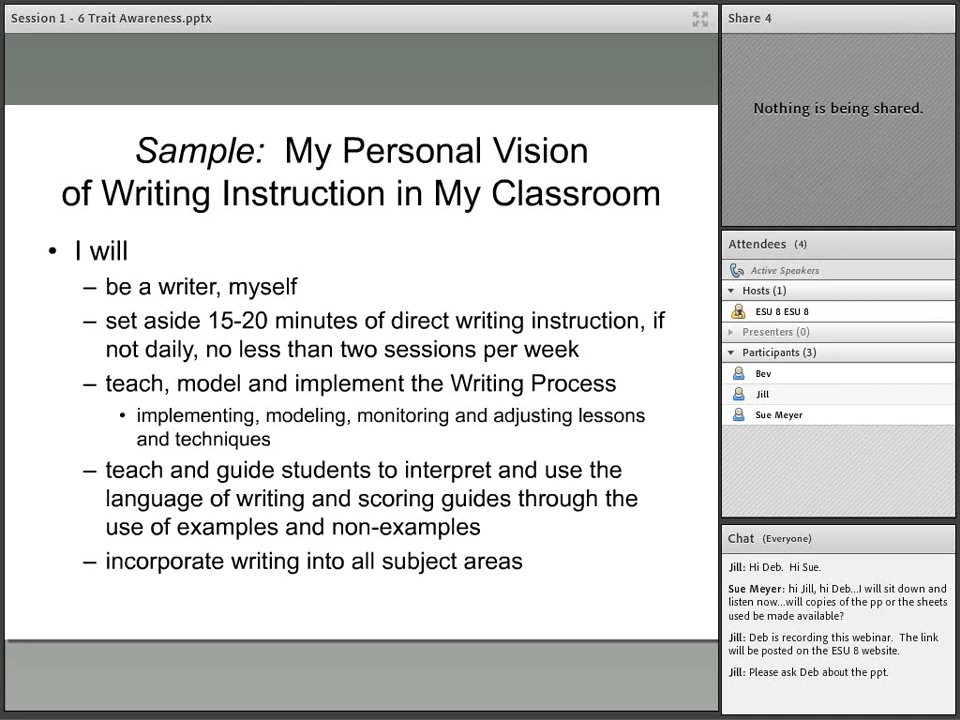 Session 1 - 6 Trait Awareness.pptx
Sample: My Personal Vision
of Writing Instruction in My Classroom
• I will
– be a writer, myself
– set aside 15-20 minutes of direct writing instruction, if
not daily, no less than two sessions per week
– teach, model and implement the Writing Process
• implementing, modeling, monitoring and adjusting lessons
and techniques
– teach and guide students to interpret and use the
language of writing and scoring guides through the
use of examples and non-examples
– incorporate writing into all subject areas
Share 4
Nothing is being shared.
Attendees (4)
Active Speakers
Hosts (1)
ESU 8 ESU 8
Presenters (0)
Participants (3)
Bev
Jill
Sue Meyer
Chat (Everyone)
Jill: Hi Deb. Hi Sue.
Sue Meyer: hi Jill, hi Deb...I will sit down and
listen now...will copies of the pp or the sheets
used be made available?
Jill: Deb is recording this webinar. The link
will be posted on the ESU 8 website.
Jill: Please ask Deb about the ppt.